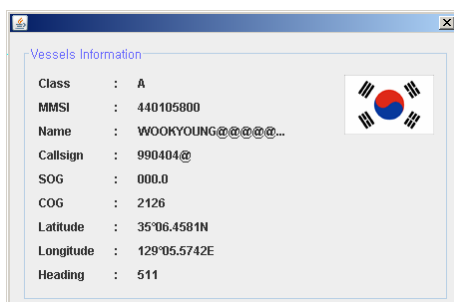 Vessels Information
Class : A
MMSI : 440105800
Name : WOOKYOUNG@@@@@...
Callsign : 990404@
SOG : 000.0
COG : 2126
Latitude : 35°06.4581N
Longitude : 129°05.5742E
Heading : 511